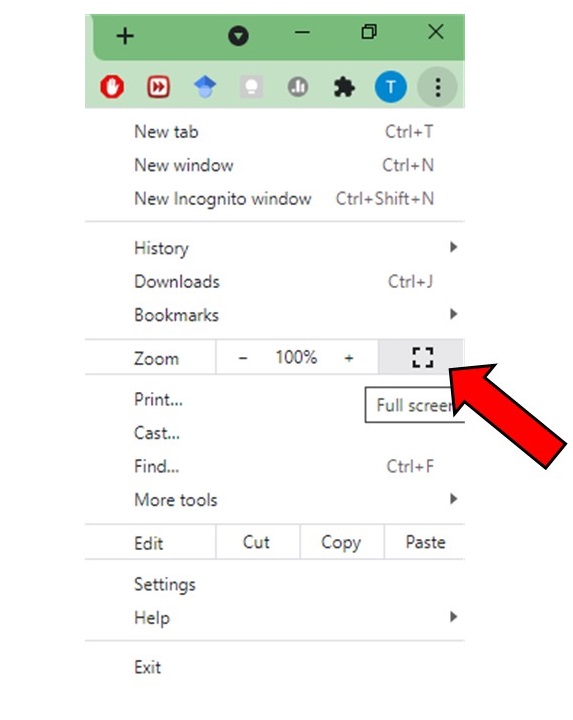 T
New tab Ctrl+T
New window Ctrl+N
New Incognito window Ctrl+Shift+N
History
Downloads Ctrl+J
Bookmarks
Zoom - 100% +
Full screen
Print...
Cast...
Find... Ctrl+F
More tools
Edit Cut Copy Paste
Settings
Help
Exit